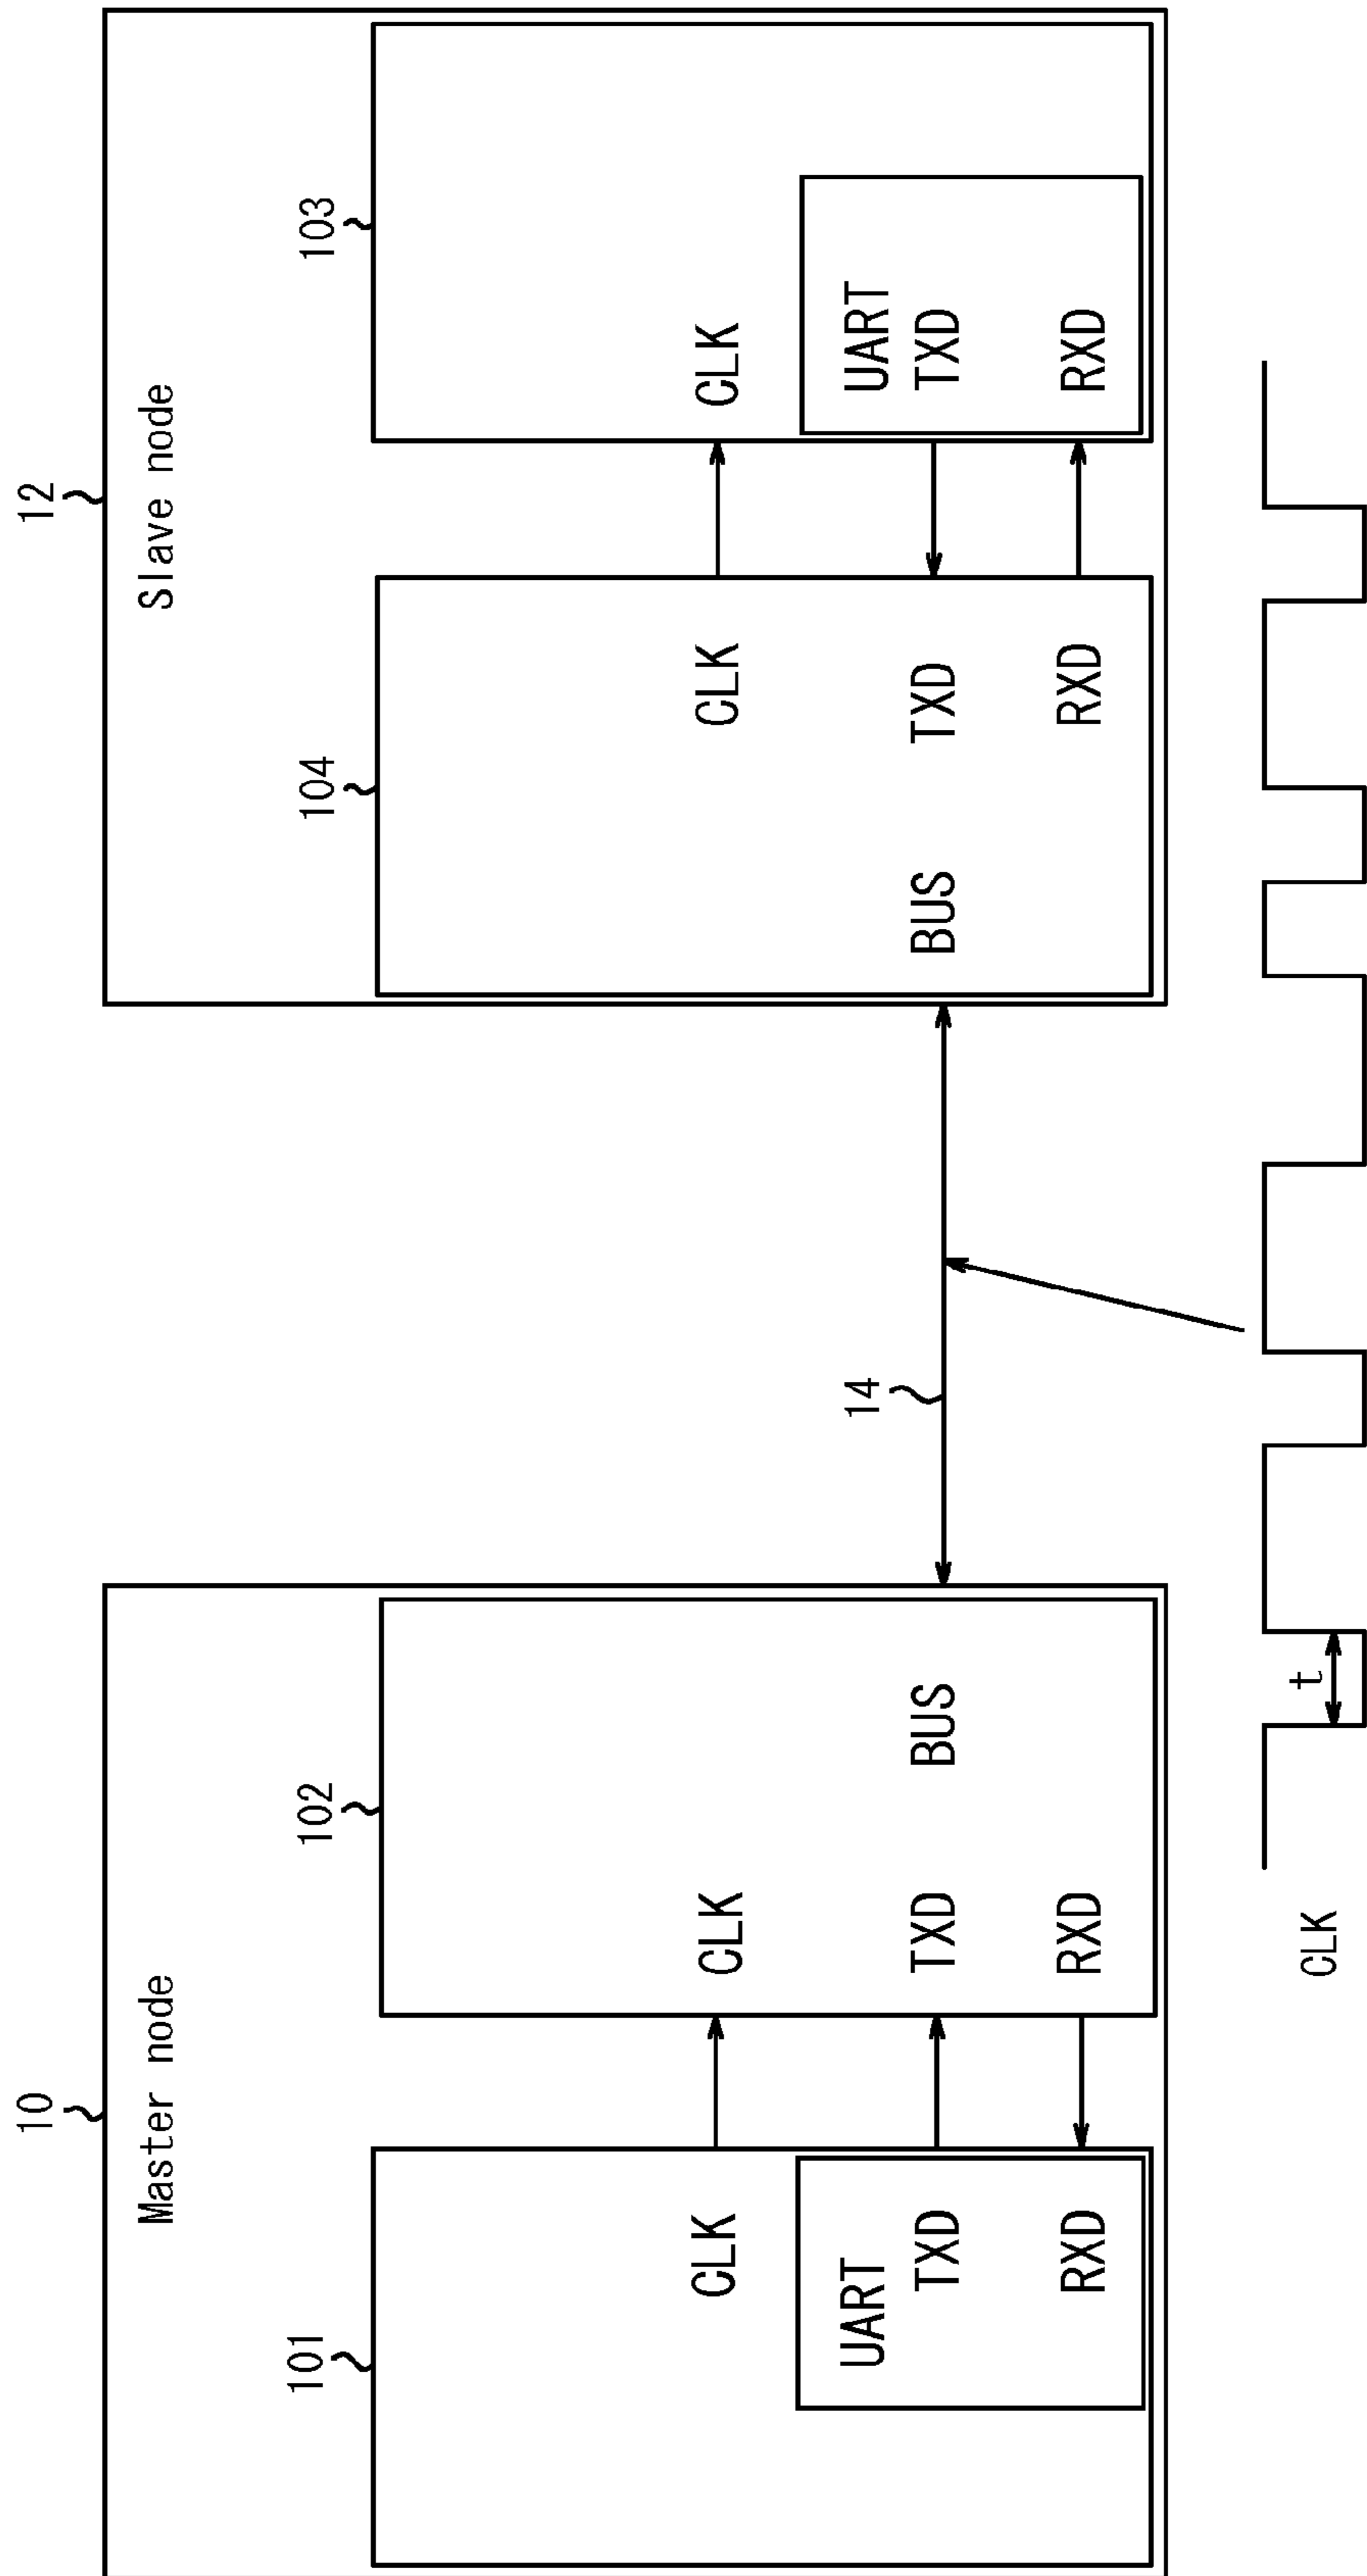 10
Master node
101
CLK
UART
TXD
RXD
102
CLK
TXD
BUS
RXD
14
12
Slave node
104
CLK
BUS
TXD
RXD
103
CLK
UART
TXD
RXD
CLK
t